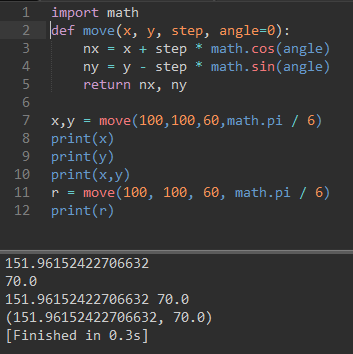 1 import math
2 def move(x, y, step, angle=0):
3     nx = x + step * math.cos(angle)
4     ny = y - step * math.sin(angle)
5     return nx, ny
6
7 x,y = move(100,100,60,math.pi / 6)
8 print(x)
9 print(y)
10 print(x,y)
11 r = move(100, 100, 60, math.pi / 6)
12 print(r)
151.96152422706632
70.0
151.96152422706632 70.0
(151.96152422706632, 70.0)
[Finished in 0.3s]